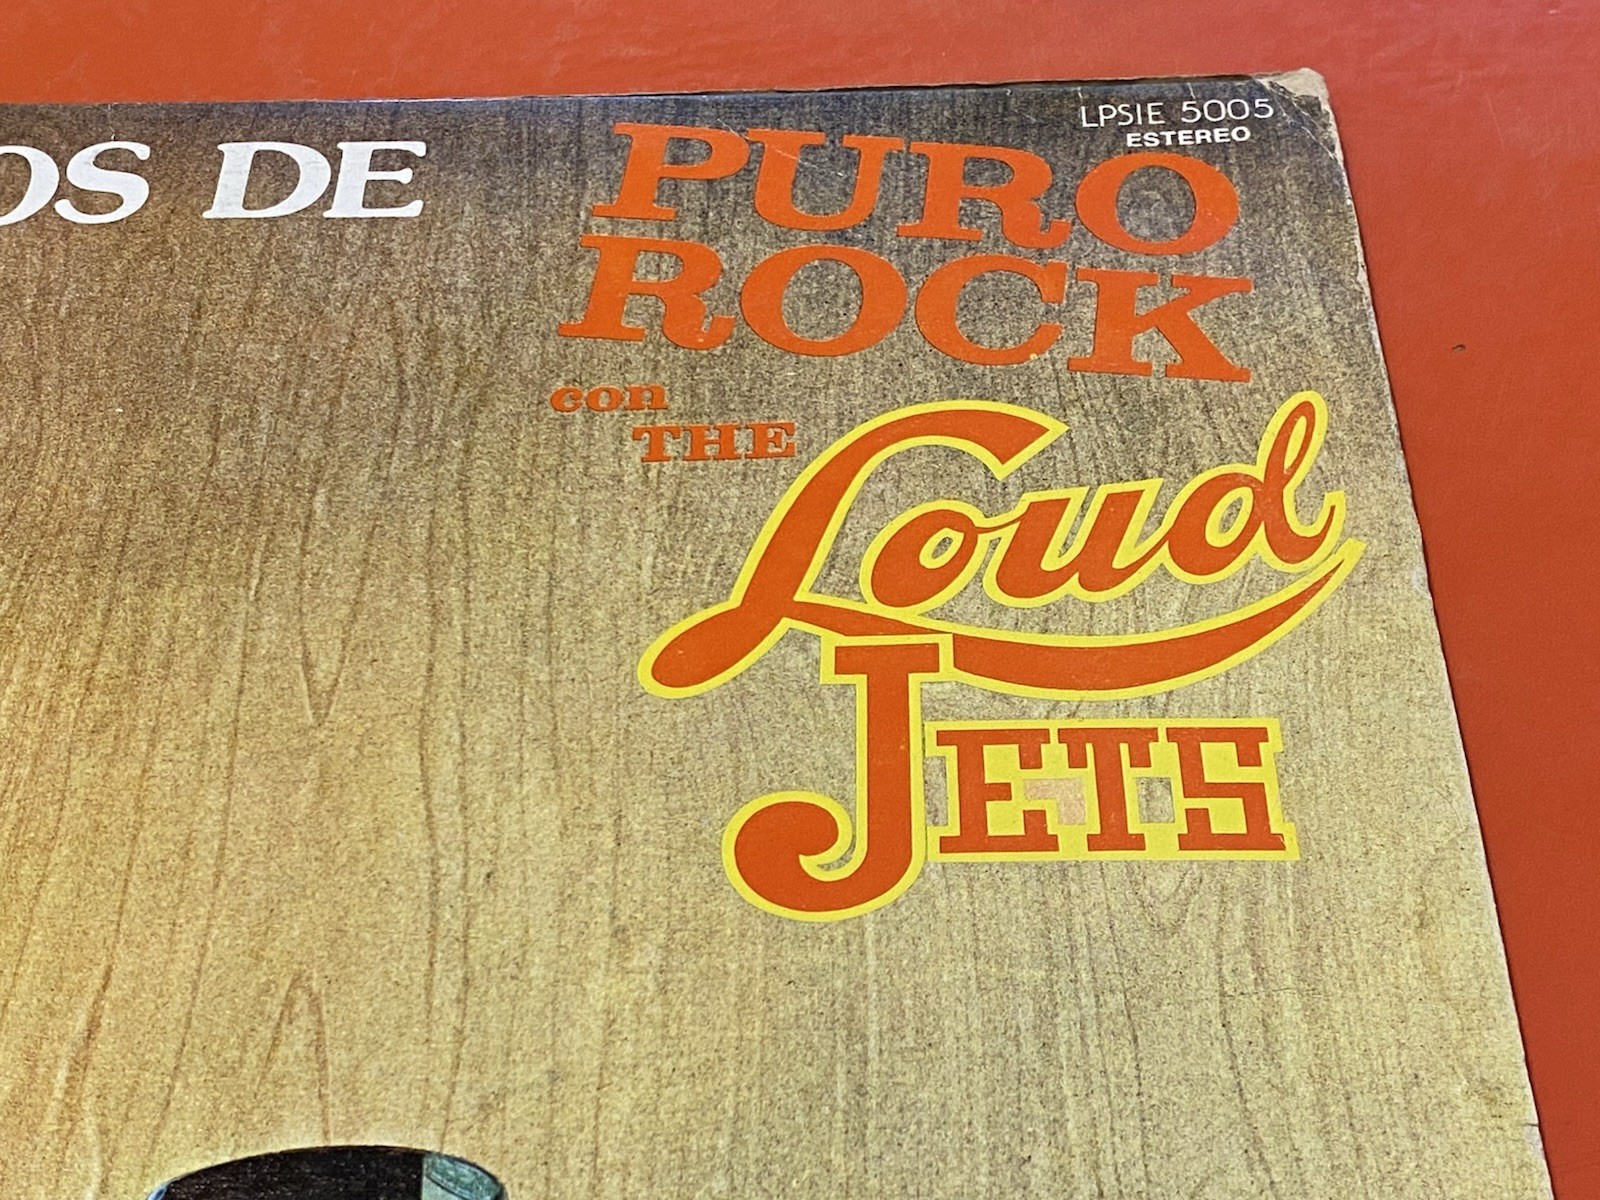 LPSIE 5005
ESTEREO
OS DE
PURO
ROCK
con
THE
Loud
JETS